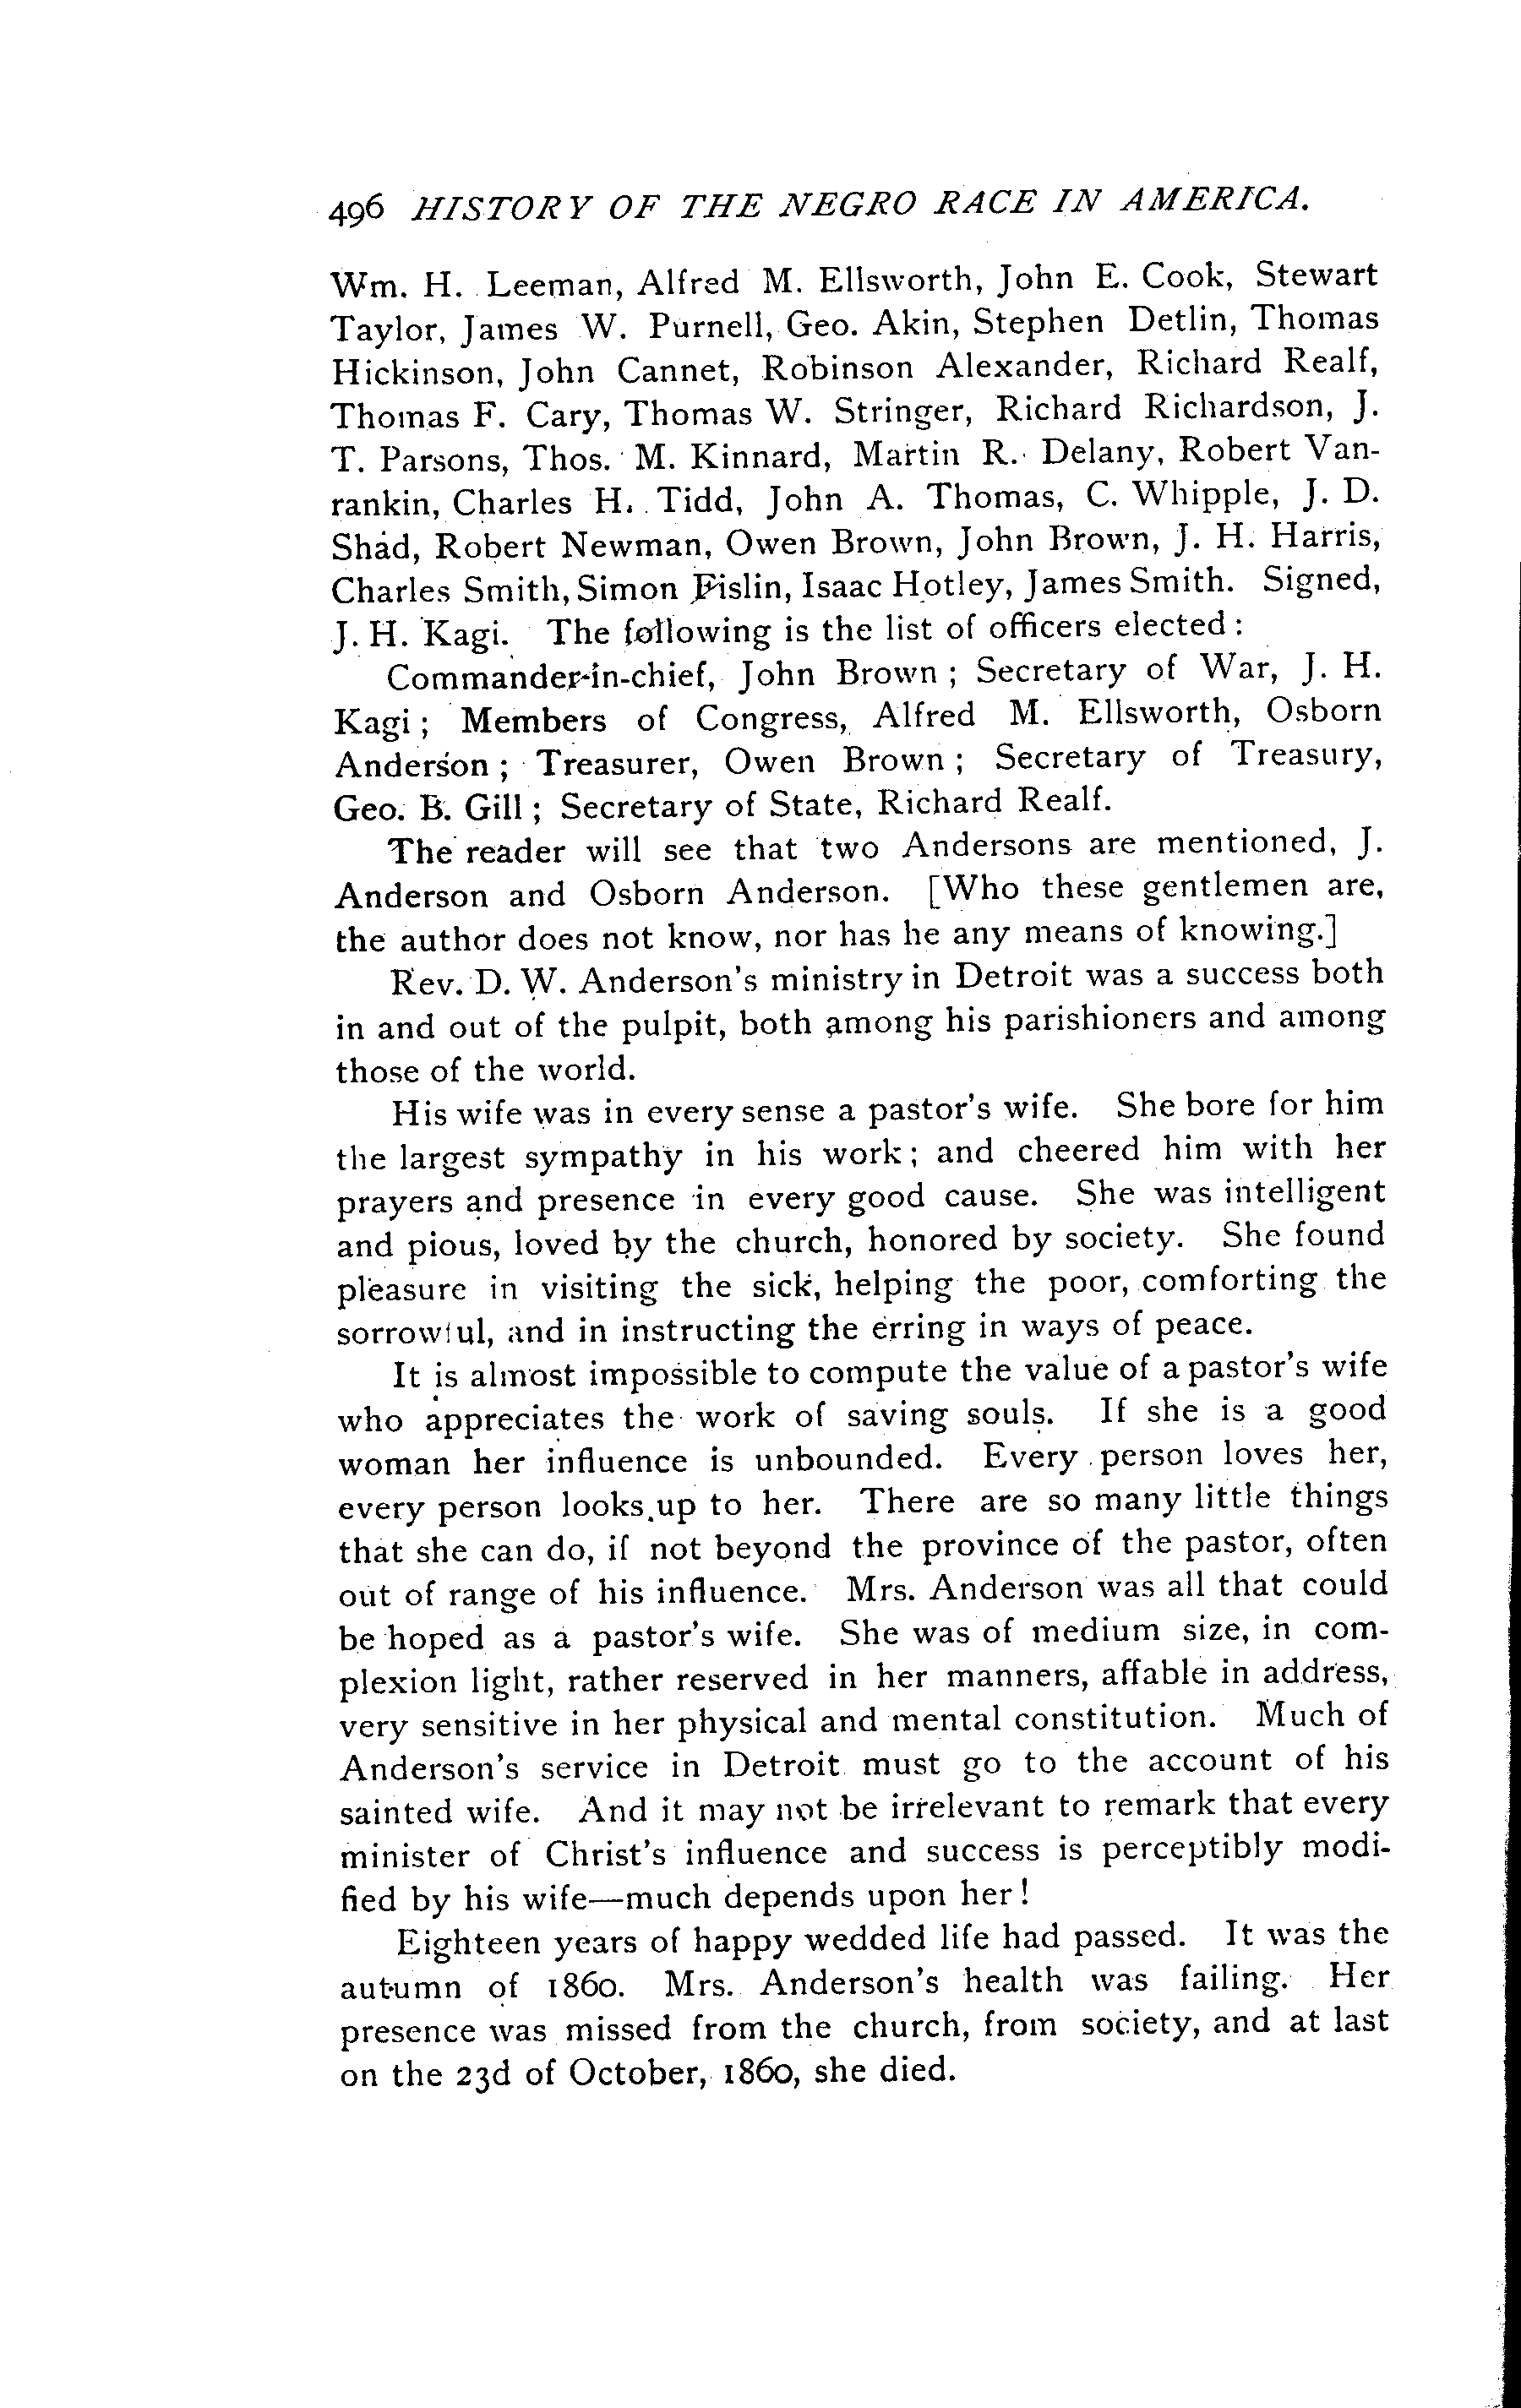 496 HISTORY OF THE NEGRO RACE IN AMERICA.
Wm. H. Leeman, Alfred M. Ellsworth, John E. Cook, Stewart
Taylor, James W. Purnell, Geo. Akin, Stephen Detlin, Thomas
Hickinson, John Cannet, Robinson Alexander, Richard Realf,
Thomas F. Cary, Thomas W. Stringer, Richard Richardson, J.
T. Parsons, Thos. M. Kinnard, Martin R. Delany, Robert Van-
rankin, Charles H. Tidd, John A. Thomas, C. Whipple, J. D.
Shad, Robert Newman, Owen Brown, John Brown, J. H. Harris,
Charles Smith, Simon Fislin, Isaac Hotley, James Smith. Signed,
J. H. Kagi. The following is the list of officers elected :
Commander-in-chief, John Brown ; Secretary of War, J. H.
Kagi ; Members of Congress, Alfred M. Ellsworth, Osborn
Anderson ; Treasurer, Owen Brown ; Secretary of Treasury,
Geo. B. Gill ; Secretary of State, Richard Realf.
The reader will see that two Andersons are mentioned, J.
Anderson and Osborn Anderson. [Who these gentlemen are,
the author does not know, nor has he any means of knowing.]
Rev. D. W. Anderson's ministry in Detroit was a success both
in and out of the pulpit, both among his parishioners and among
those of the world.
His wife was in every sense a pastor's wife. She bore for him
the largest sympathy in his work ; and cheered him with her
prayers and presence in every good cause. She was intelligent
and pious, loved by the church, honored by society. She found
pleasure in visiting the sick, helping the poor, comforting the
sorrowful, and in instructing the erring in ways of peace.
It is almost impossible to compute the value of a pastor's wife
who appreciates the work of saving souls. If she is a good
woman her influence is unbounded. Every person loves her,
every person looks up to her. There are so many little things
that she can do, if not beyond the province of the pastor, often
out of range of his influence. Mrs. Anderson was all that could
be hoped as a pastor's wife. She was of medium size, in com-
plexion light, rather reserved in her manners, affable in address,
very sensitive in her physical and mental constitution. Much of
Anderson's service in Detroit must go to the account of his
sainted wife. And it may not be irrelevant to remark that every
minister of Christ's influence and success is perceptibly modi-
fied by his wife—much depends upon her !
Eighteen years of happy wedded life had passed. It was the
autumn of 1860. Mrs. Anderson's health was failing. Her
presence was missed from the church, from society, and at last
on the 23d of October, 1860, she died.